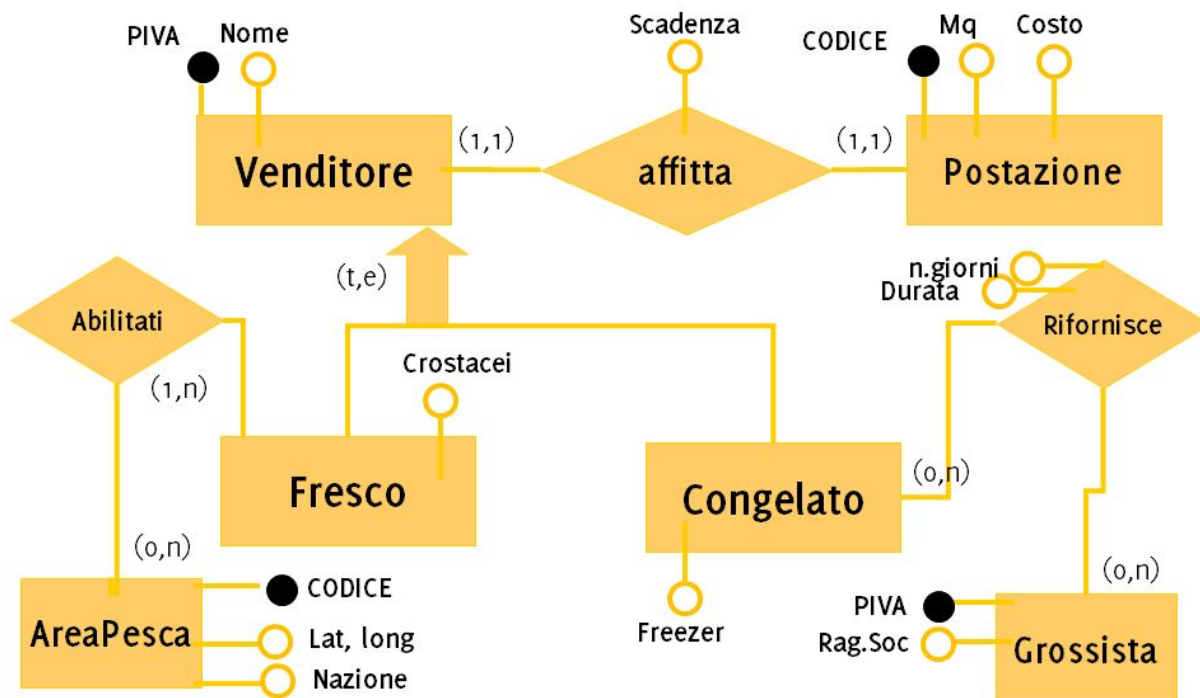 PIVA
Nome
Scadenza
CODICE
Mq
Costo
Venditore
(1,1)
affitta
(1,1)
Postazione
(t,e)
n.giorni
Durata
Abilitati
Rifornisce
Crostacei
(1,n)
Fresco
Congelato
(0,n)
(0,n)
CODICE
AreaPesca
Lat, long
Nazione
Freezer
(0,n)
PIVA
Rag.Soc
Grossista